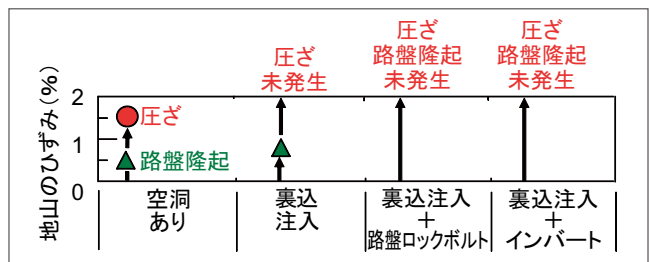 圧ざ
未発生
圧ざ
路盤隆起
未発生
圧ざ
路盤隆起
未発生
地山のひずみ(%)
2
1
0
圧ざ
路盤隆起
空洞
あり
裏込
注入
裏込注入
+
路盤ロックボルト
裏込注入
+
インバート